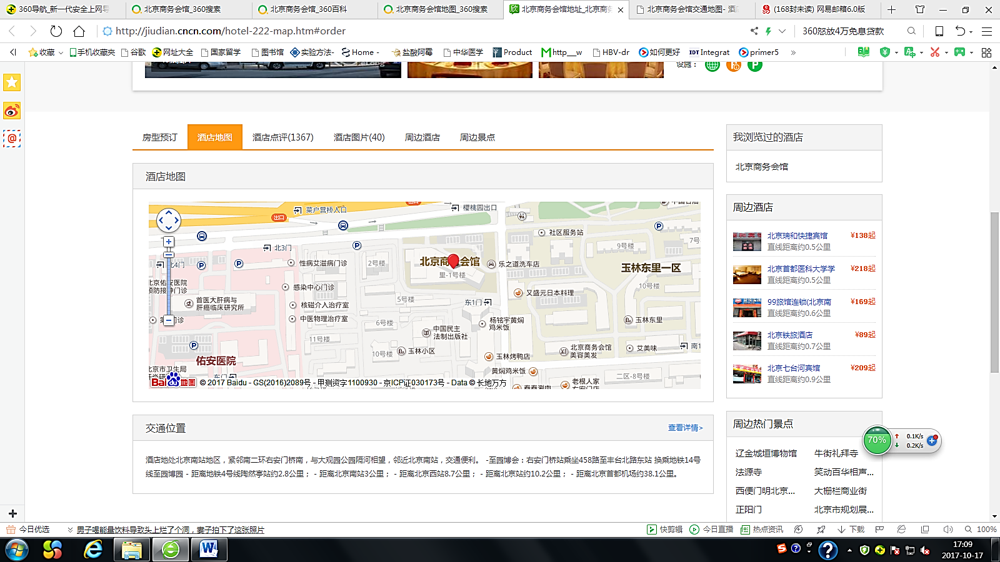 360导航_新一代安全上网导
北京商务会馆_360搜索
北京商务会馆_360百科
北京商务会馆地图_360搜索
北京商务会馆地址_北京商务
北京商务会馆交通地图- 酒店
(168封未读) 网易邮箱6.0版
http://jiudian.cncn.com/hotel-222-map.htm#order
360怒放4万免息贷款
收藏
手机收藏夹
谷歌
网址大全
国家留学
图书馆
实验方法-
Home -
盐酸阿霉
中华医学
Product
http__w
HBV-dr
如何更好
IDT Integrat
primer5
设施：
房型预订
酒店地图
酒店点评(1367)
酒店图片(40)
周边酒店
周边景点
酒店地图
菜户营桥入口
出口
出口
樱桃园出口
社区服务站
7号
9号楼
北3门
北4门
性病艾滋病门诊
2号楼
北京商务会馆
里-1号楼
乐之道洗车店
玉林东里一区
10号楼
北京佑安医院
预防接种门诊
感染中心门诊
首医大肝病与
肝癌临床研究所
核磁介入治疗室
中医物理治疗室
5号楼
东1门
又盛元日本料理
6号楼
中国民主
法制出版社
杨铭宇黄焖
鸡米饭
玉林东里
11号楼
10号楼
玉林小区
玉林烤鸭店
北京商务会馆
美容美发
艾美味
南1
佑安医院
北京市卫生局
东门
黄焖鸡米饭
老根人家
右安门店
二区-8号楼
Baidu地图 © 2017 Baidu - GS(2016)2089号 - 甲测资字1100930 - 京ICP证030173号 - Data © 长地万方
交通位置
查看详情>
酒店地处北京南站地区，紧邻南二环右安门桥南，与大观园公园隔河相望，邻近北京南站，交通便利。 -至园博会：右安门桥站乘坐458路至丰台北路东站 换乘地铁14号
线至园博园 - 距离地铁4号线陶然亭站约2.8公里； - 距离北京南站3公里； - 距离北京西站8.7公里； - 距离北京站约10.2公里； - 距离北京首都机场约38.1公里。
我浏览过的酒店
北京商务会馆
周边酒店
北京瑞和快捷宾馆 ¥138起
直线距离约0.5公里
北京首都医科大学学 ¥218起
直线距离约0.5公里
99旅馆连锁(北京南 ¥169起
直线距离约0.6公里
北京铁旅酒店 ¥89起
直线距离约0.7公里
北京七台河宾馆 ¥209起
直线距离约0.9公里
周边热门景点
辽金城垣博物馆 牛街礼拜寺
法源寺 笑动百华相声...
西便门明北京... 大栅栏商业街
正阳门 北京市规划展...
70%
0.1K/s
0.2K/s
今日优选
男子喝能量饮料导致头上烂了个洞，妻子拍下了这张照片
快剪辑
今日直播
热点资讯
下载
100%
17:09
2017-10-17